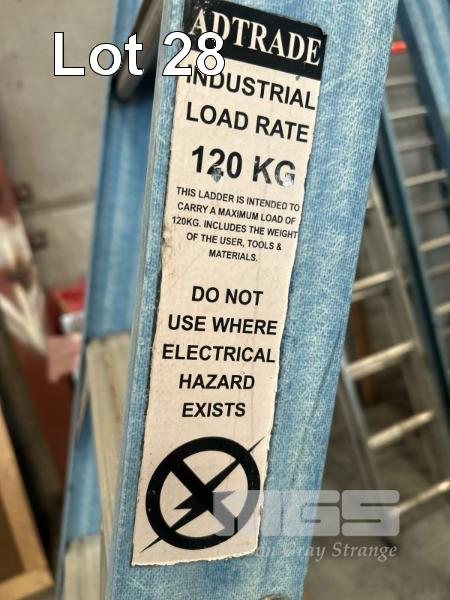 Lot 28
ADTRADE
INDUSTRIAL
LOAD RATE
120 KG
THIS LADDER IS INTENDED TO
CARRY A MAXIMUM LOAD OF
120KG. INCLUDES THE WEIGHT
OF THE USER, TOOLS &
MATERIALS.
DO NOT
USE WHERE
ELECTRICAL
HAZARD
EXISTS
Gray Strange